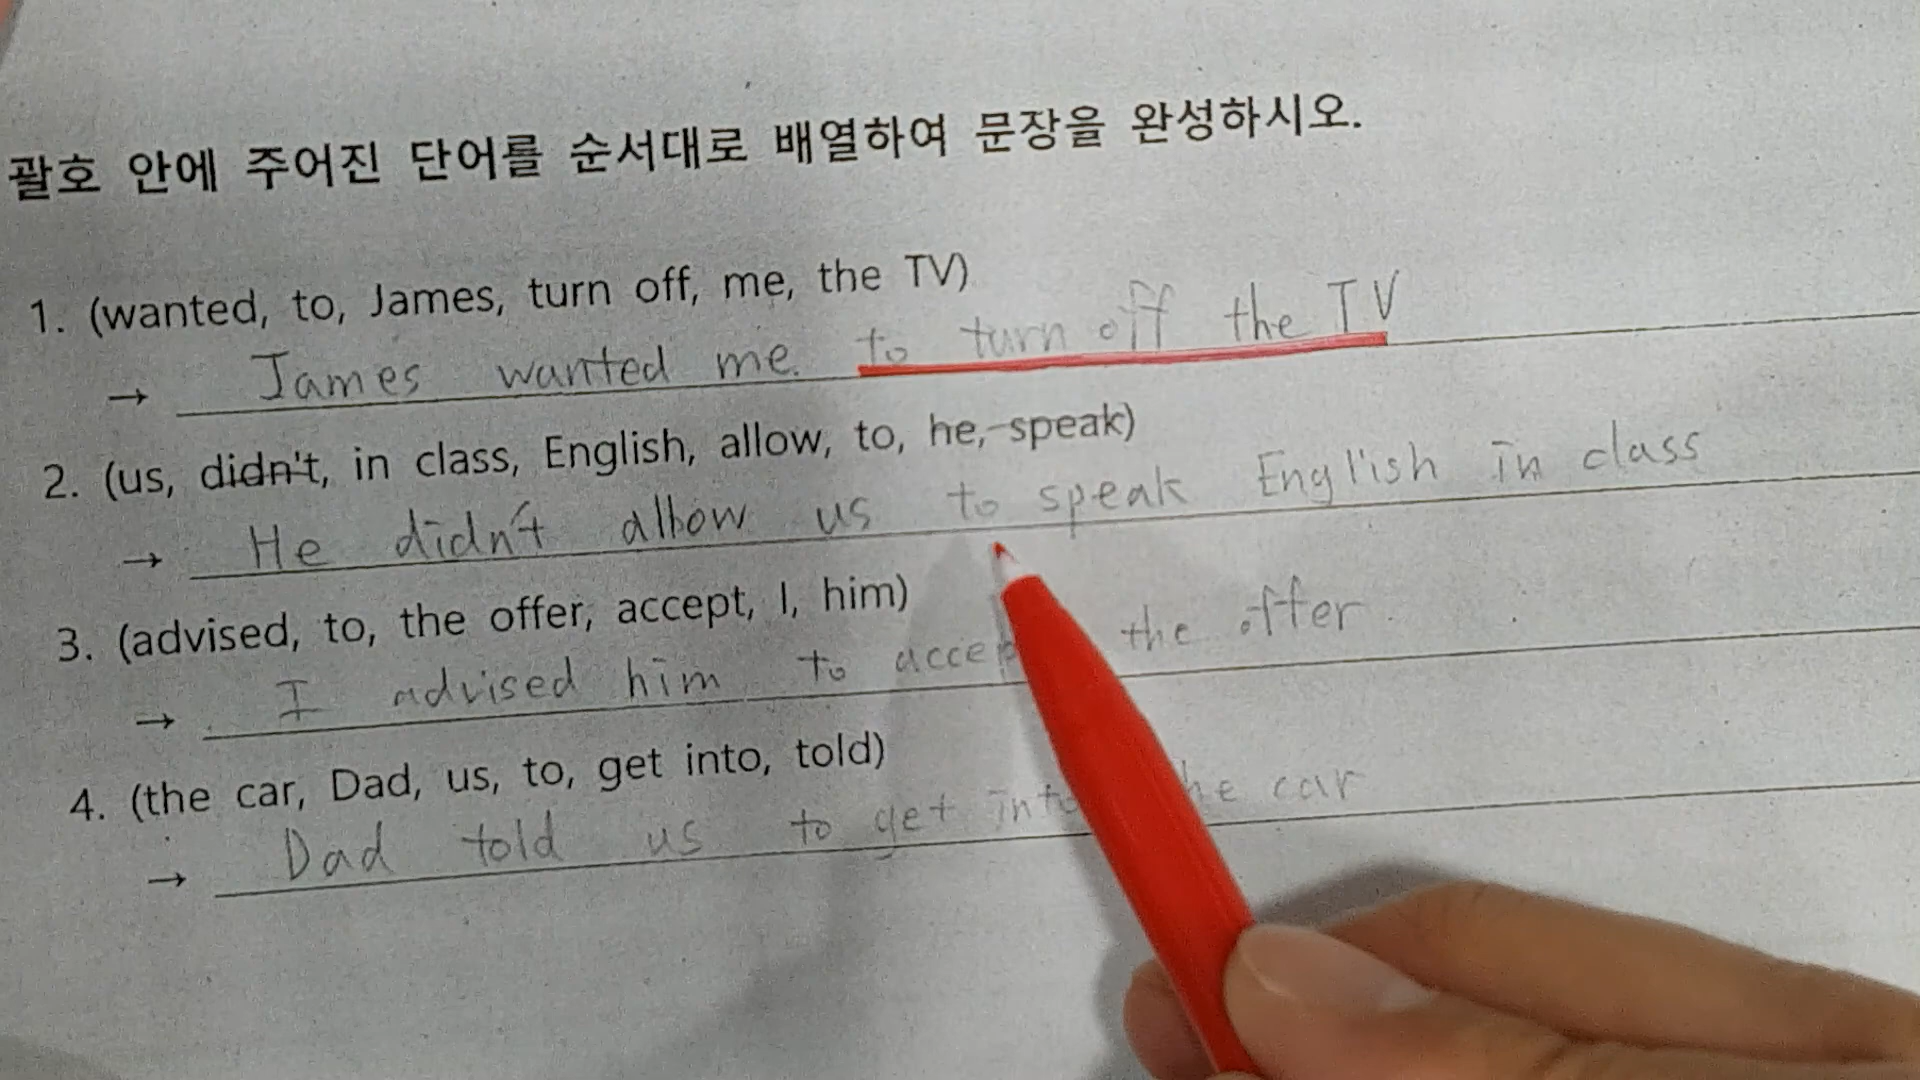 괄호 안에 주어진 단어를 순서대로 배열하여 문장을 완성하시오.
1. (wanted, to, James, turn off, me, the TV)
→ James wanted me. to turn off the TV
2. (us, didn't, in class, English, allow, to, he, speak)
→ He didn't allow us to speak English in class
3. (advised, to, the offer, accept, I, him)
→ I advised him to accep the offer
4. (the car, Dad, us, to, get into, told)
→ Dad told us to get into he car